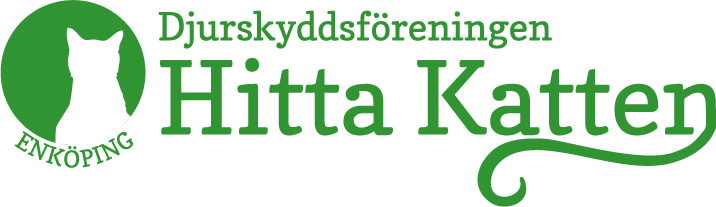 Djurskyddsföreningen
Hitta Katten
ENKÖPING